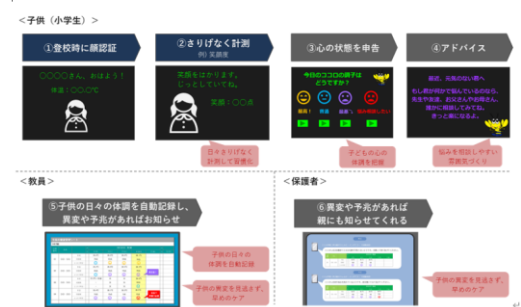 <子供（小学生）>
①登校時に顔認証
②さりげなく計測
例) 笑顔度
③心の状態を申告
④アドバイス
〇〇〇〇さん、おはよう！
体温：〇〇.〇℃
笑顔をはかります。
じっとしていてね。
笑顔：〇〇点
今日のココロの調子は
どうですか？
最近、元気のない君へ
もし君が何かで悩んでいるのなら、
先生や友達、お父さんやお母さん、
誰かに相談してみてね。
きっと楽になるよ。
日々さりげなく
計測して習慣化
子どもの心の
体調を把握
悩みを相談しやすい
雰囲気づくり
<教員>
⑤子供の日々の体調を自動記録し、
異変や予兆があればお知らせ
子供の日々の
体調を自動記録
子供の異変を見逃さず、
早めのケア
<保護者>
⑥異変や予兆があれば
親にも知らせてくれる
子供の異変を見逃さず、
早めのケア